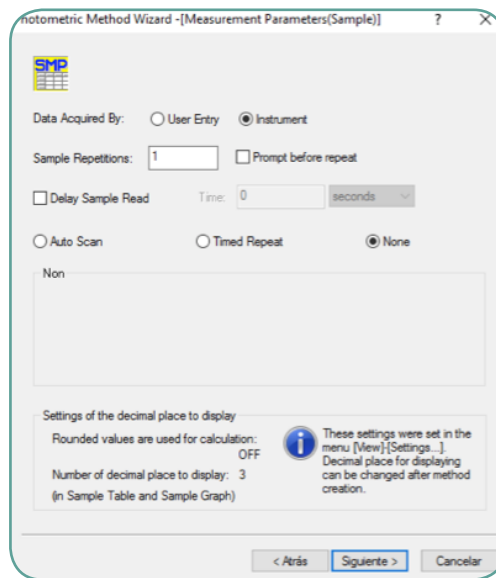 hotometric Method Wizard -[Measurement Parameters(Sample)] ? X
SMP
Data Acquired By: User Entry Instrument
Sample Repetitions: 1 Prompt before repeat
Delay Sample Read Time: 0 seconds
Auto Scan Timed Repeat None
Non
Settings of the decimal place to display
Rounded values are used for calculation:
OFF
Number of decimal place to display: 3
(in Sample Table and Sample Graph)
These settings were set in the
menu [View]-[Settings...].
Decimal place for displaying
can be changed after method
creation.
< Atrás Siguiente > Cancelar